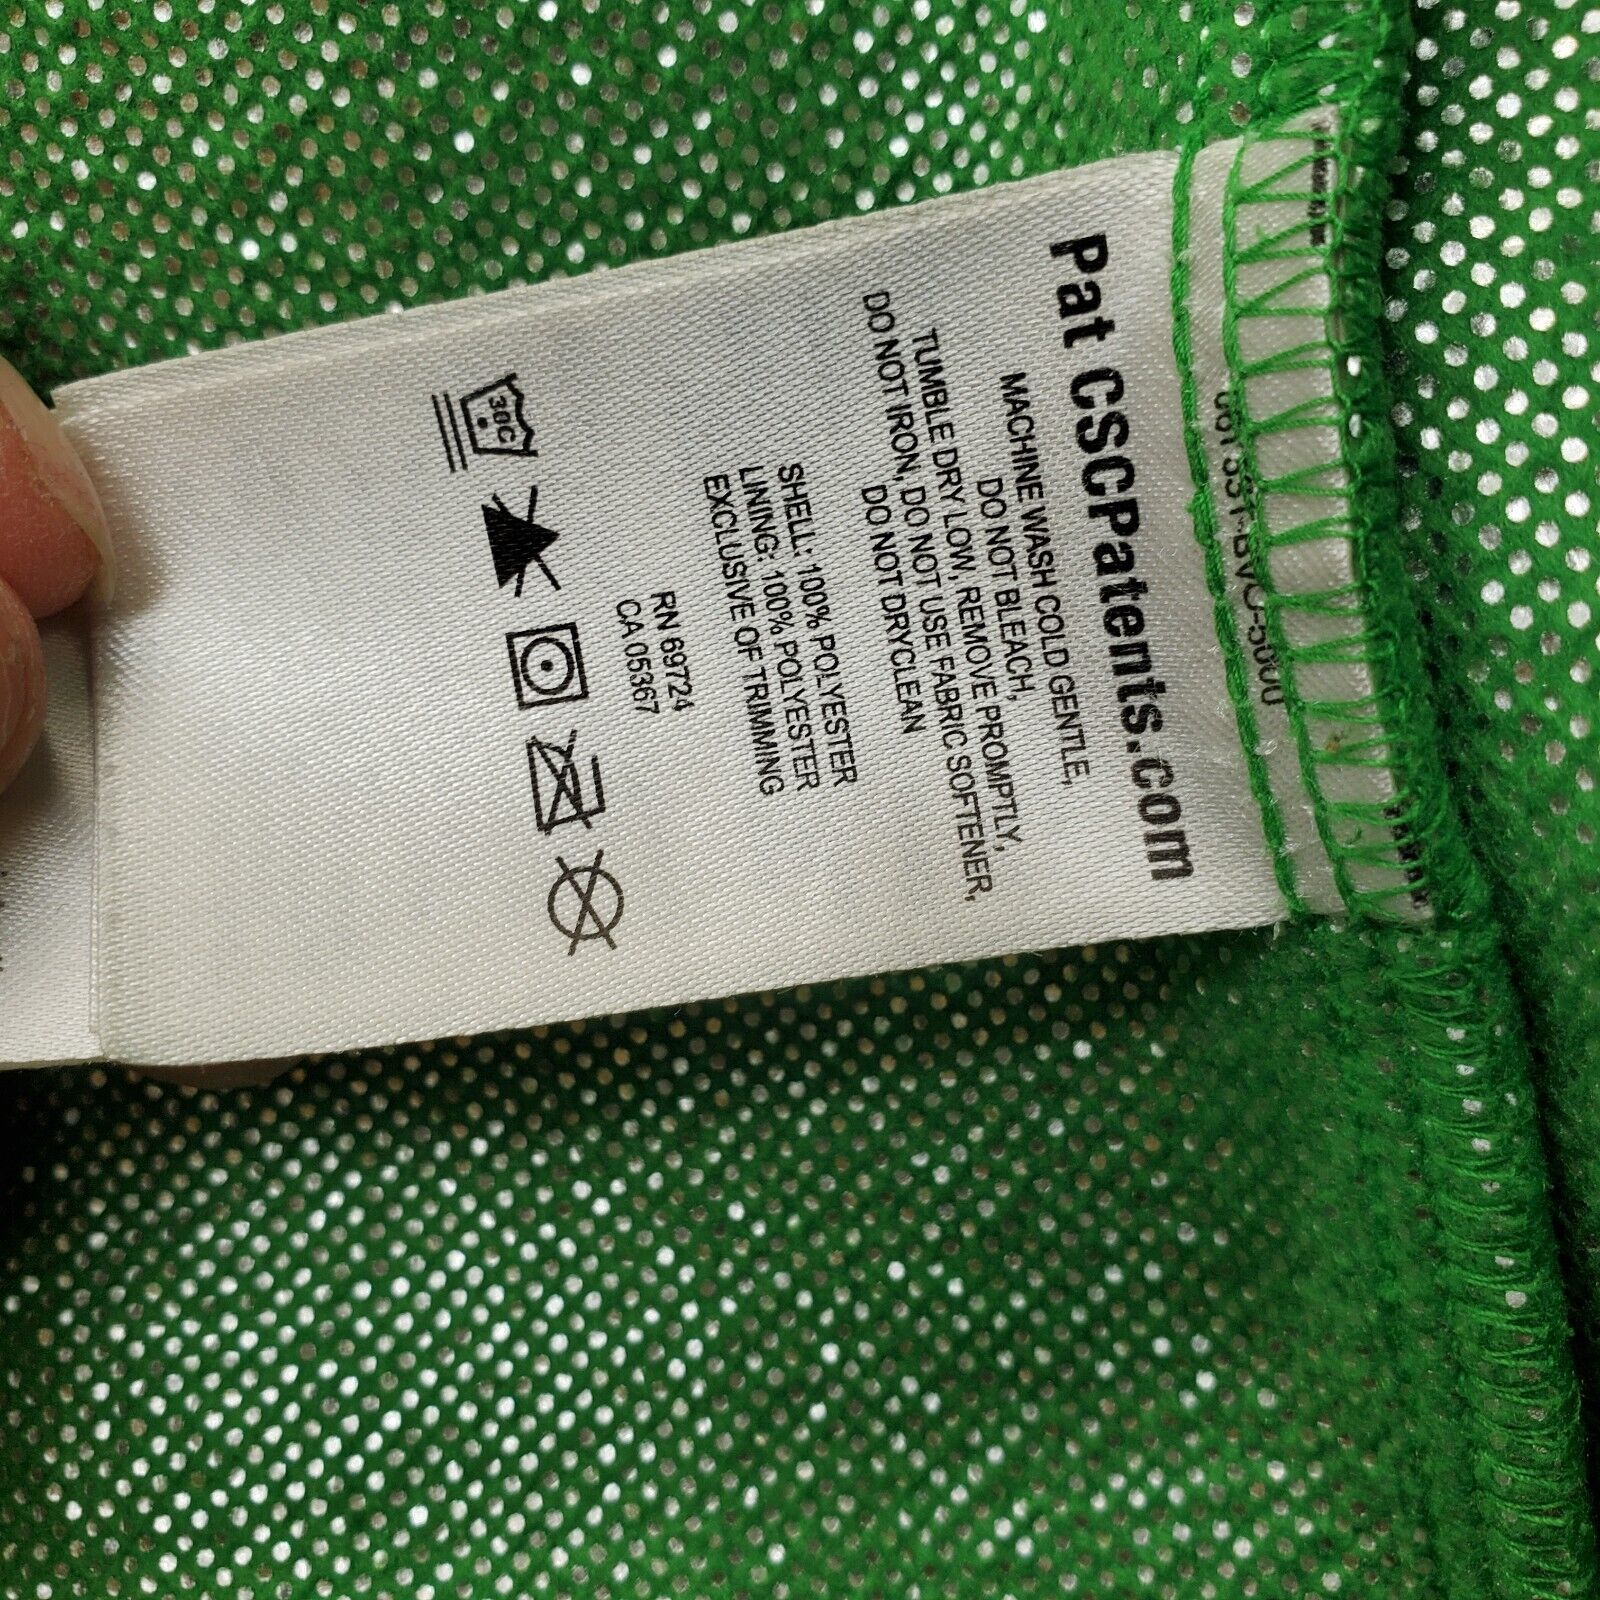 Pat CSCPatents.com
MACHINE WASH COLD GENTLE,
DO NOT BLEACH,
TUMBLE DRY LOW, REMOVE PROMPTLY,
DO NOT IRON, DO NOT USE FABRIC SOFTENER,
DO NOT DRYCLEAN
SHELL: 100% POLYESTER
LINING: 100% POLYESTER
EXCLUSIVE OF TRIMMING
RN 69724
CA 05367
30C